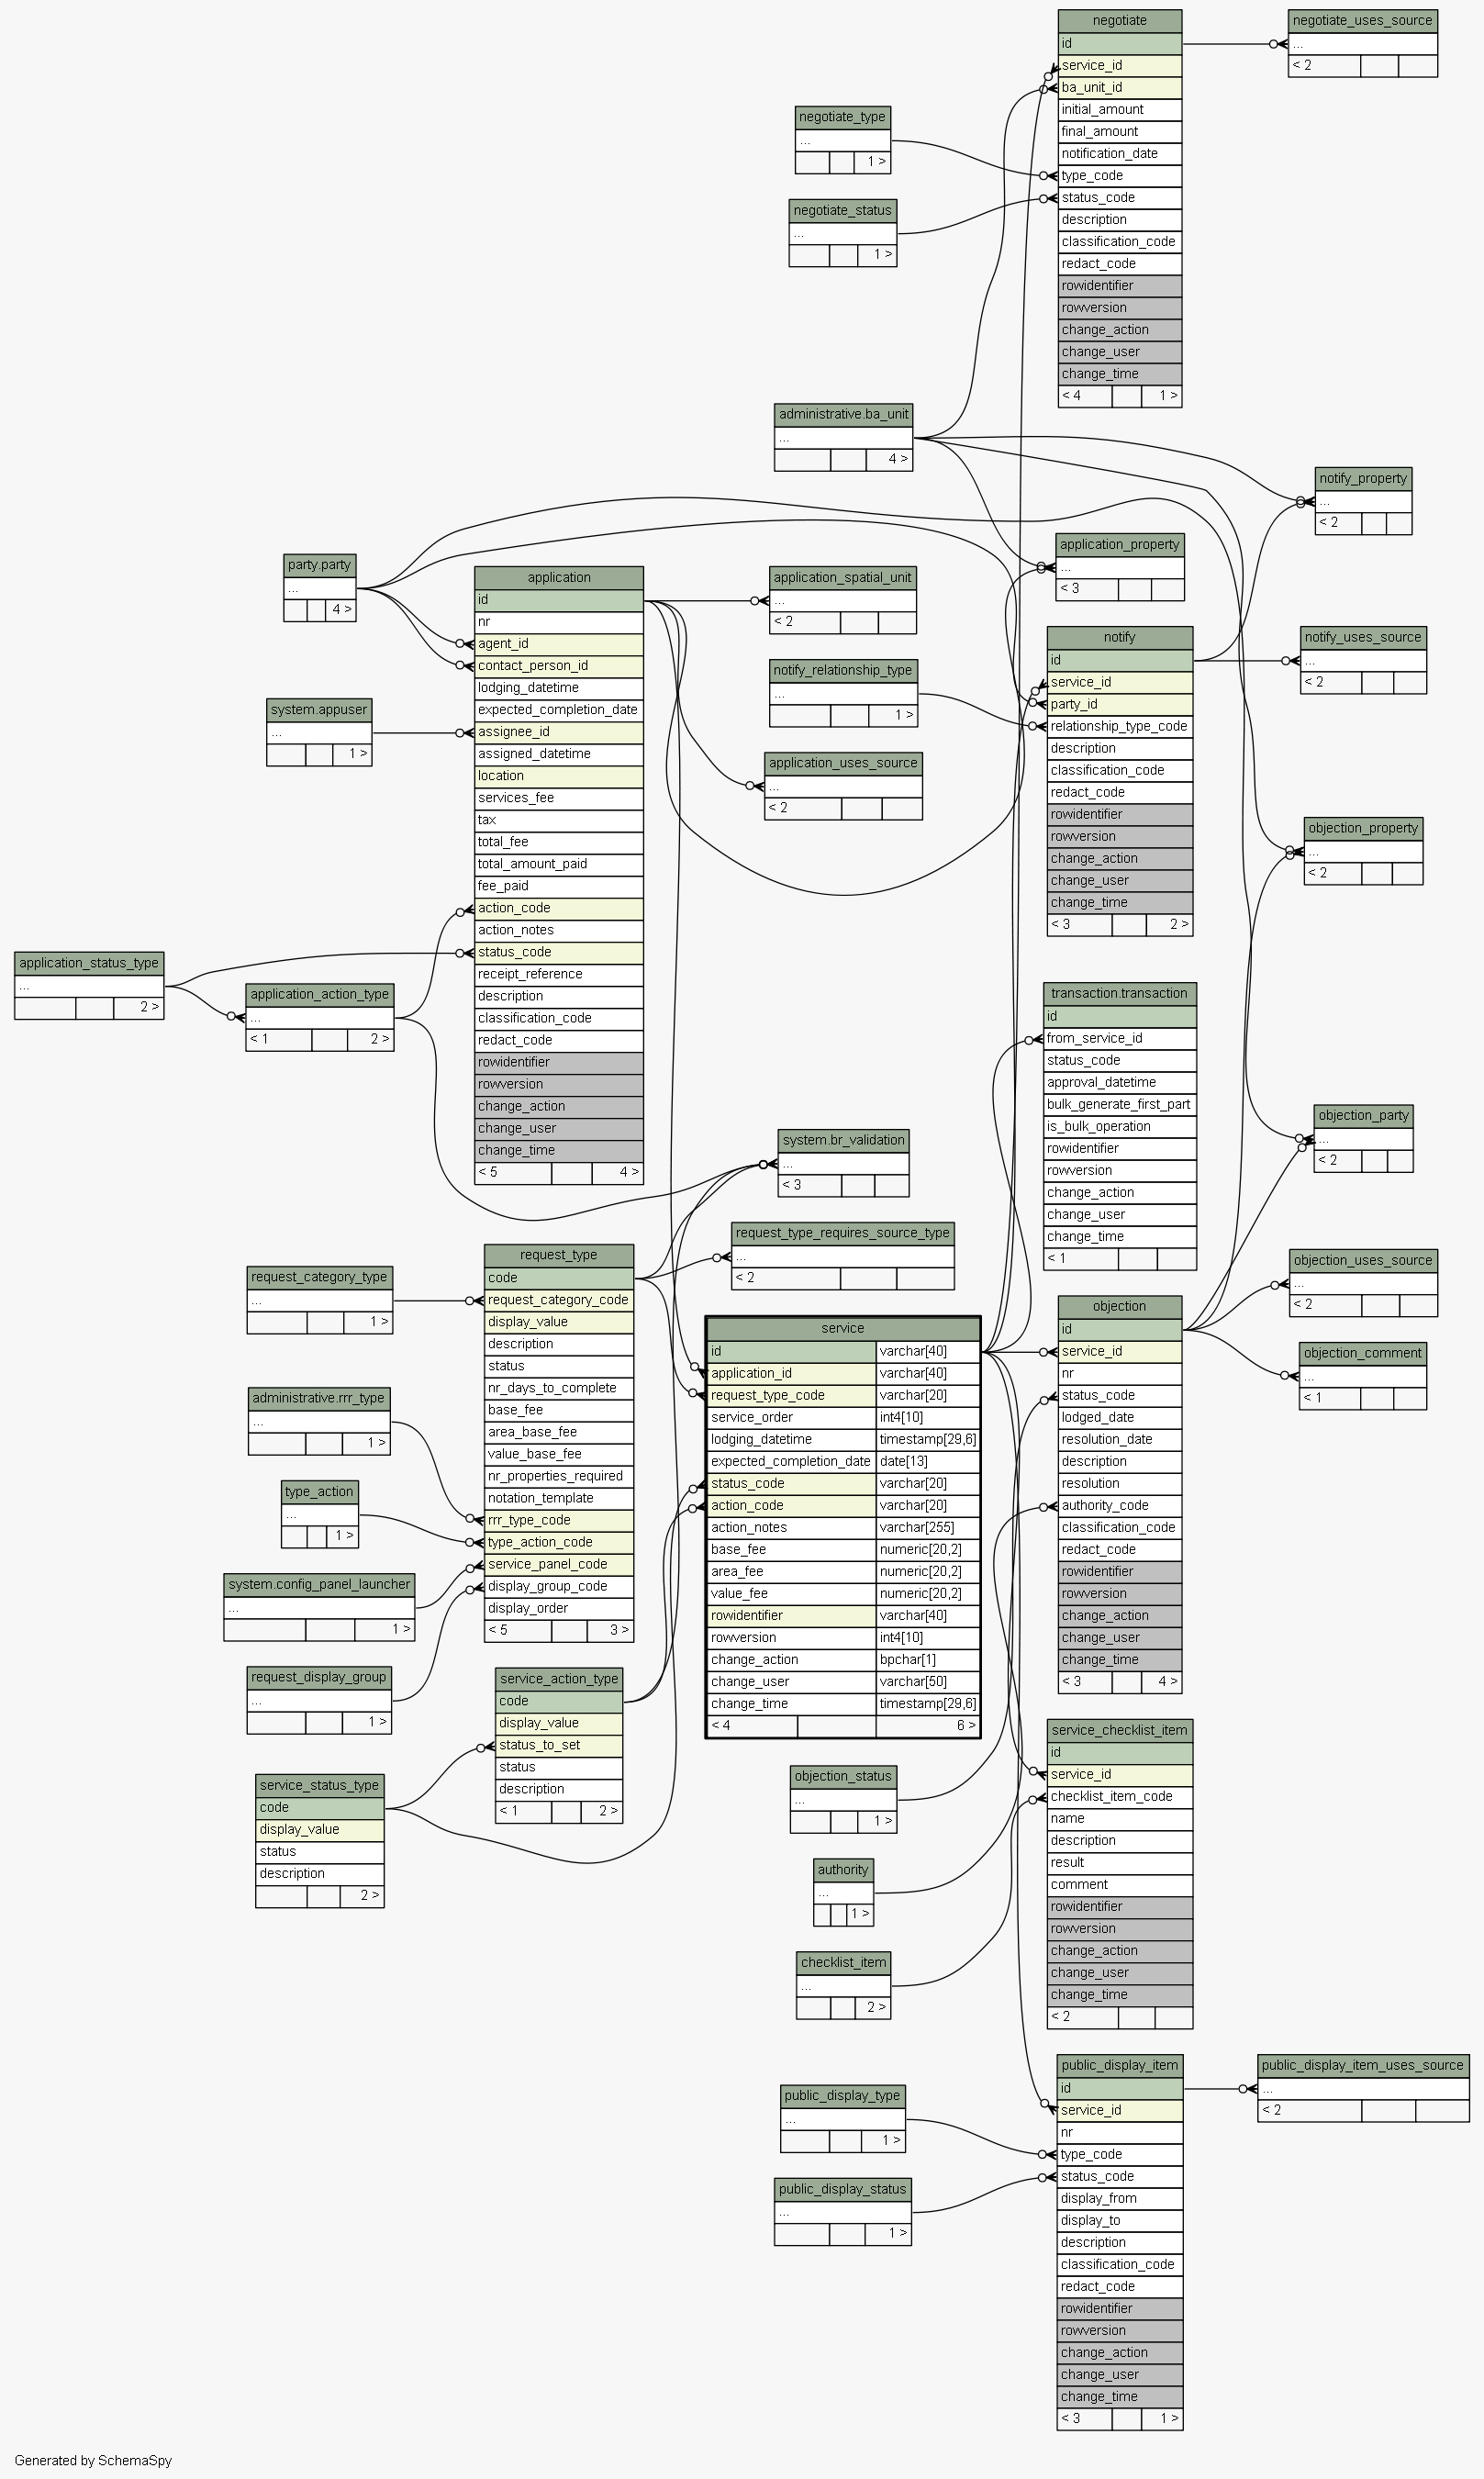 negotiate
id
service_id
ba_unit_id
initial_amount
final_amount
notification_date
type_code
status_code
description
classification_code
redact_code
rowidentifier
rowversion
change_action
change_user
change_time
< 4 1 >
negotiate_uses_source
...
< 2
negotiate_type
...
1 >
negotiate_status
...
1 >
administrative.ba_unit
...
4 >
notify_property
...
< 2
party.party
...
4 >
application
id
nr
agent_id
contact_person_id
lodging_datetime
expected_completion_date
assignee_id
assigned_datetime
location
services_fee
tax
total_fee
total_amount_paid
fee_paid
action_code
action_notes
status_code
receipt_reference
description
classification_code
redact_code
rowidentifier
rowversion
change_action
change_user
change_time
< 5 4 >
application_spatial_unit
...
< 2
application_property
...
< 3
notify_relationship_type
...
1 >
notify
id
service_id
party_id
relationship_type_code
description
classification_code
redact_code
rowidentifier
rowversion
change_action
change_user
change_time
< 3 2 >
notify_uses_source
...
< 2
system.appuser
...
1 >
application_uses_source
...
< 2
objection_property
...
< 2
application_status_type
...
2 >
application_action_type
...
< 1 2 >
transaction.transaction
id
from_service_id
status_code
approval_datetime
bulk_generate_first_part
is_bulk_operation
rowidentifier
rowversion
change_action
change_user
change_time
< 1
objection_party
...
< 2
system.br_validation
...
< 3
request_type_requires_source_type
...
< 2
request_type
code
request_category_code
display_value
description
status
nr_days_to_complete
base_fee
area_base_fee
value_base_fee
nr_properties_required
notation_template
rrr_type_code
type_action_code
service_panel_code
display_group_code
display_order
< 5 3 >
request_category_type
...
1 >
administrative.rrr_type
...
1 >
type_action
...
1 >
system.config_panel_launcher
...
1 >
request_display_group
...
1 >
service
id varchar[40]
application_id varchar[40]
request_type_code varchar[20]
service_order int4[10]
lodging_datetime timestamp[29,6]
expected_completion_date date[13]
status_code varchar[20]
action_code varchar[20]
action_notes varchar[255]
base_fee numeric[20,2]
area_fee numeric[20,2]
value_fee numeric[20,2]
rowidentifier varchar[40]
rowversion int4[10]
change_action bpchar[1]
change_user varchar[50]
change_time timestamp[29,6]
< 4 6 >
objection
id
service_id
nr
status_code
lodged_date
resolution_date
description
resolution
authority_code
classification_code
redact_code
rowidentifier
rowversion
change_action
change_user
change_time
< 3 4 >
objection_uses_source
...
< 2
objection_comment
...
< 1
service_action_type
code
display_value
status_to_set
status
description
< 1 2 >
service_status_type
code
display_value
status
description
2 >
objection_status
...
1 >
authority
...
1 >
checklist_item
...
2 >
service_checklist_item
id
service_id
checklist_item_code
name
description
result
comment
rowidentifier
rowversion
change_action
change_user
change_time
< 2
public_display_type
...
1 >
public_display_status
...
1 >
public_display_item
id
service_id
nr
type_code
status_code
display_from
display_to
description
classification_code
redact_code
rowidentifier
rowversion
change_action
change_user
change_time
< 3 1 >
public_display_item_uses_source
...
< 2
Generated by SchemaSpy